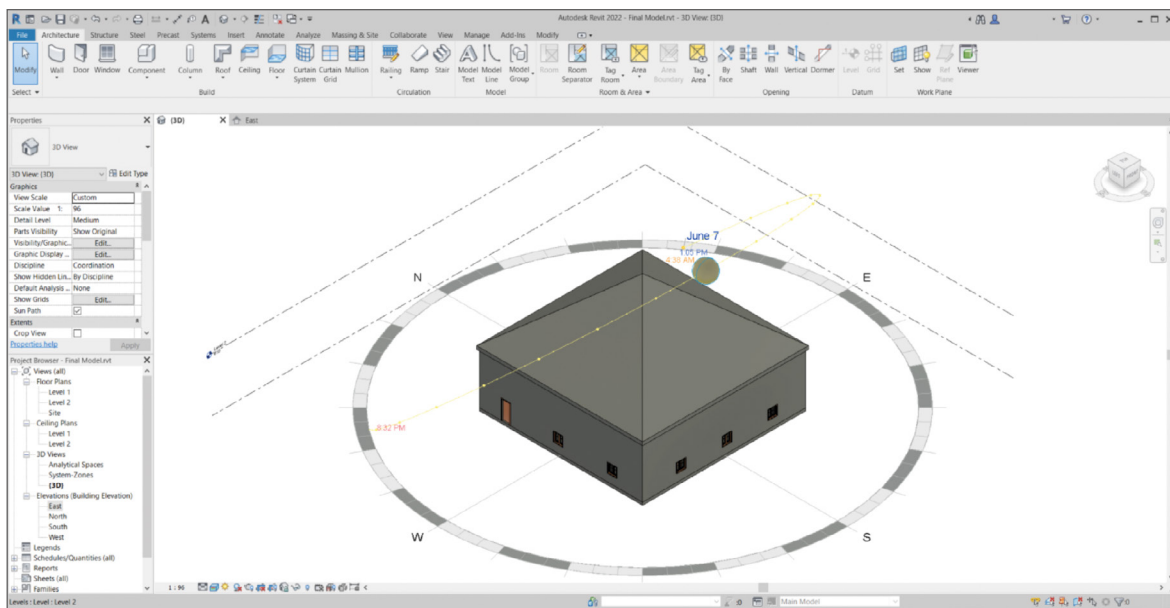 Autodesk Revit 2022 - Final Model.rvt - 3D View: {3D}
File Architecture Structure Steel Precast Systems Insert Annotate Analyze Massing & Site Collaborate View Manage Add-Ins Modify
Modify Wall Door Window Component Column Roof Ceiling Floor Curtain System Curtain Grid Mullion Railing Ramp Stair Model Text Model Line Model Group Room Room Separator Tag Room Area Area Boundary Tag Area By Face Shaft Wall Vertical Dormer Level Grid Set Show Ref Plane Viewer
Select Build Circulation Model Room & Area Opening Datum Work Plane
Properties
{3D}
East
3D View
3D View: {3D}
Edit Type
Graphics
View Scale Custom
Scale Value 1: 96
Detail Level Medium
Parts Visibility Show Original
Visibility/Graphic... Edit...
Graphic Display ... Edit...
Discipline Coordination
Show Hidden Lin... By Discipline
Default Analysis ... None
Show Grids Edit...
Sun Path
Extents
Crop View
Properties help
Apply
Project Browser - Final Model.rvt
Views (all)
Floor Plans
Level 1
Level 2
Site
Ceiling Plans
Level 1
Level 2
3D Views
Analytical Spaces
System-Zones
{3D}
Elevations (Building Elevation)
East
North
South
West
Legends
Schedules/Quantities (all)
Reports
Sheets (all)
Families
June 7
1:05 PM
N
E
8:32 PM
W
S
1 : 96
Levels : Level : Level 2
:0
Main Model